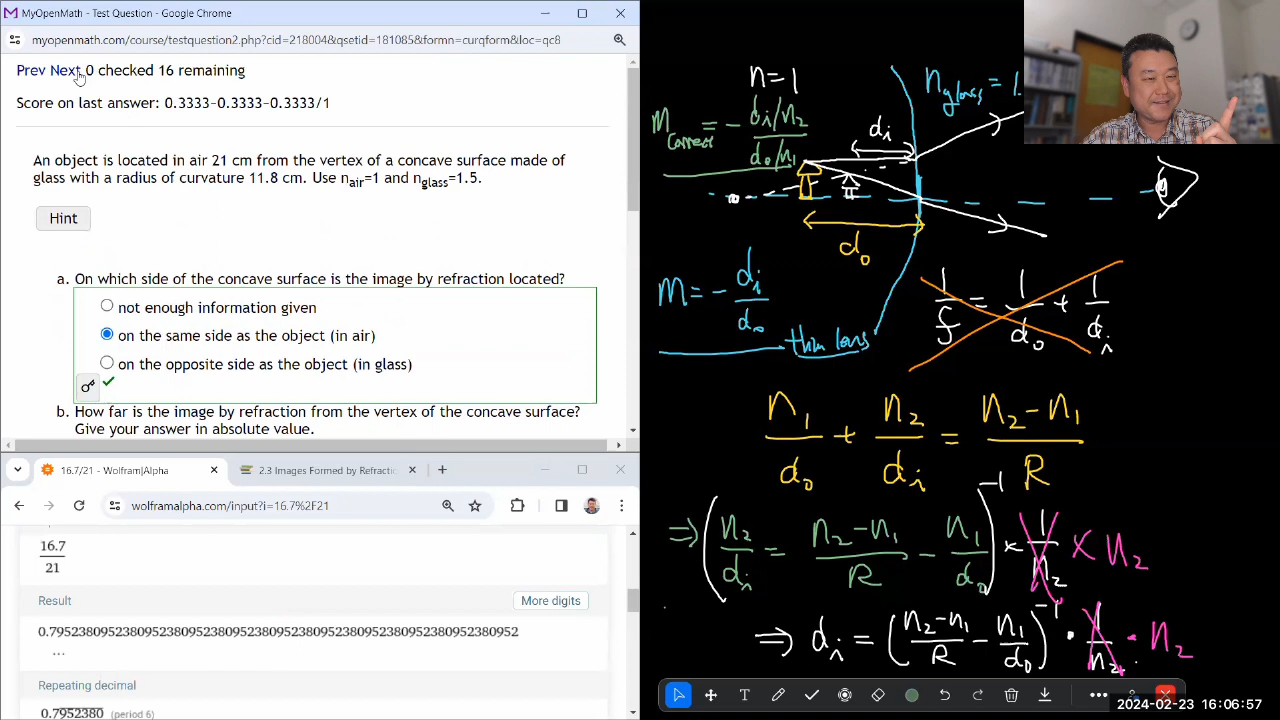 MyOpenMath - Test Question - Google Chrome
myopenmath.com/course/testquestion2.php?cid=218004&qsetid=181085&formn=curqform&loc=qc8
Prev Next 0 checked 16 remaining
Score on last answer: 0.3333-0.3333-0.3333/1
An object is located in air 21 cm from the vertex of a concave surface made of
glass with a radius of curvature 11.8 cm. Use nair=1 and nglass=1.5.
Hint
a. On which side of the concave surface is the image by refraction located?
not enough information given
on the same side as the object (in air)
on the opposite side as the object (in glass)
b. How far is the image by refraction from the vertex of the concave surface?
Give your answer in absolute value.
16.7/21 - Wolfram|Alpha
2.3 Images Formed by Refractio
wolframalpha.com/input?i=16.7%2F21
16.7
21
Result
More digits
0.79523809523809523809523809523809523809523809523809523809523809523809523809520952
...
Repeating decimal
0.7952380 (period 6)
n=1
nglass = 1.
Mcorrect = - di/n2
do/n1
di
do
M = - di
do
thin lens
1/f = 1/do + 1/di
n1/do + n2/di = (n2-n1)/R
⇒ (n2/di = (n2-n1)/R - n1/do)^-1 × 1/n2 × n2
⇒ di = ((n2-n1)/R - n1/do)^-1 · 1/n2 · n2
2024-02-23 16:06:57